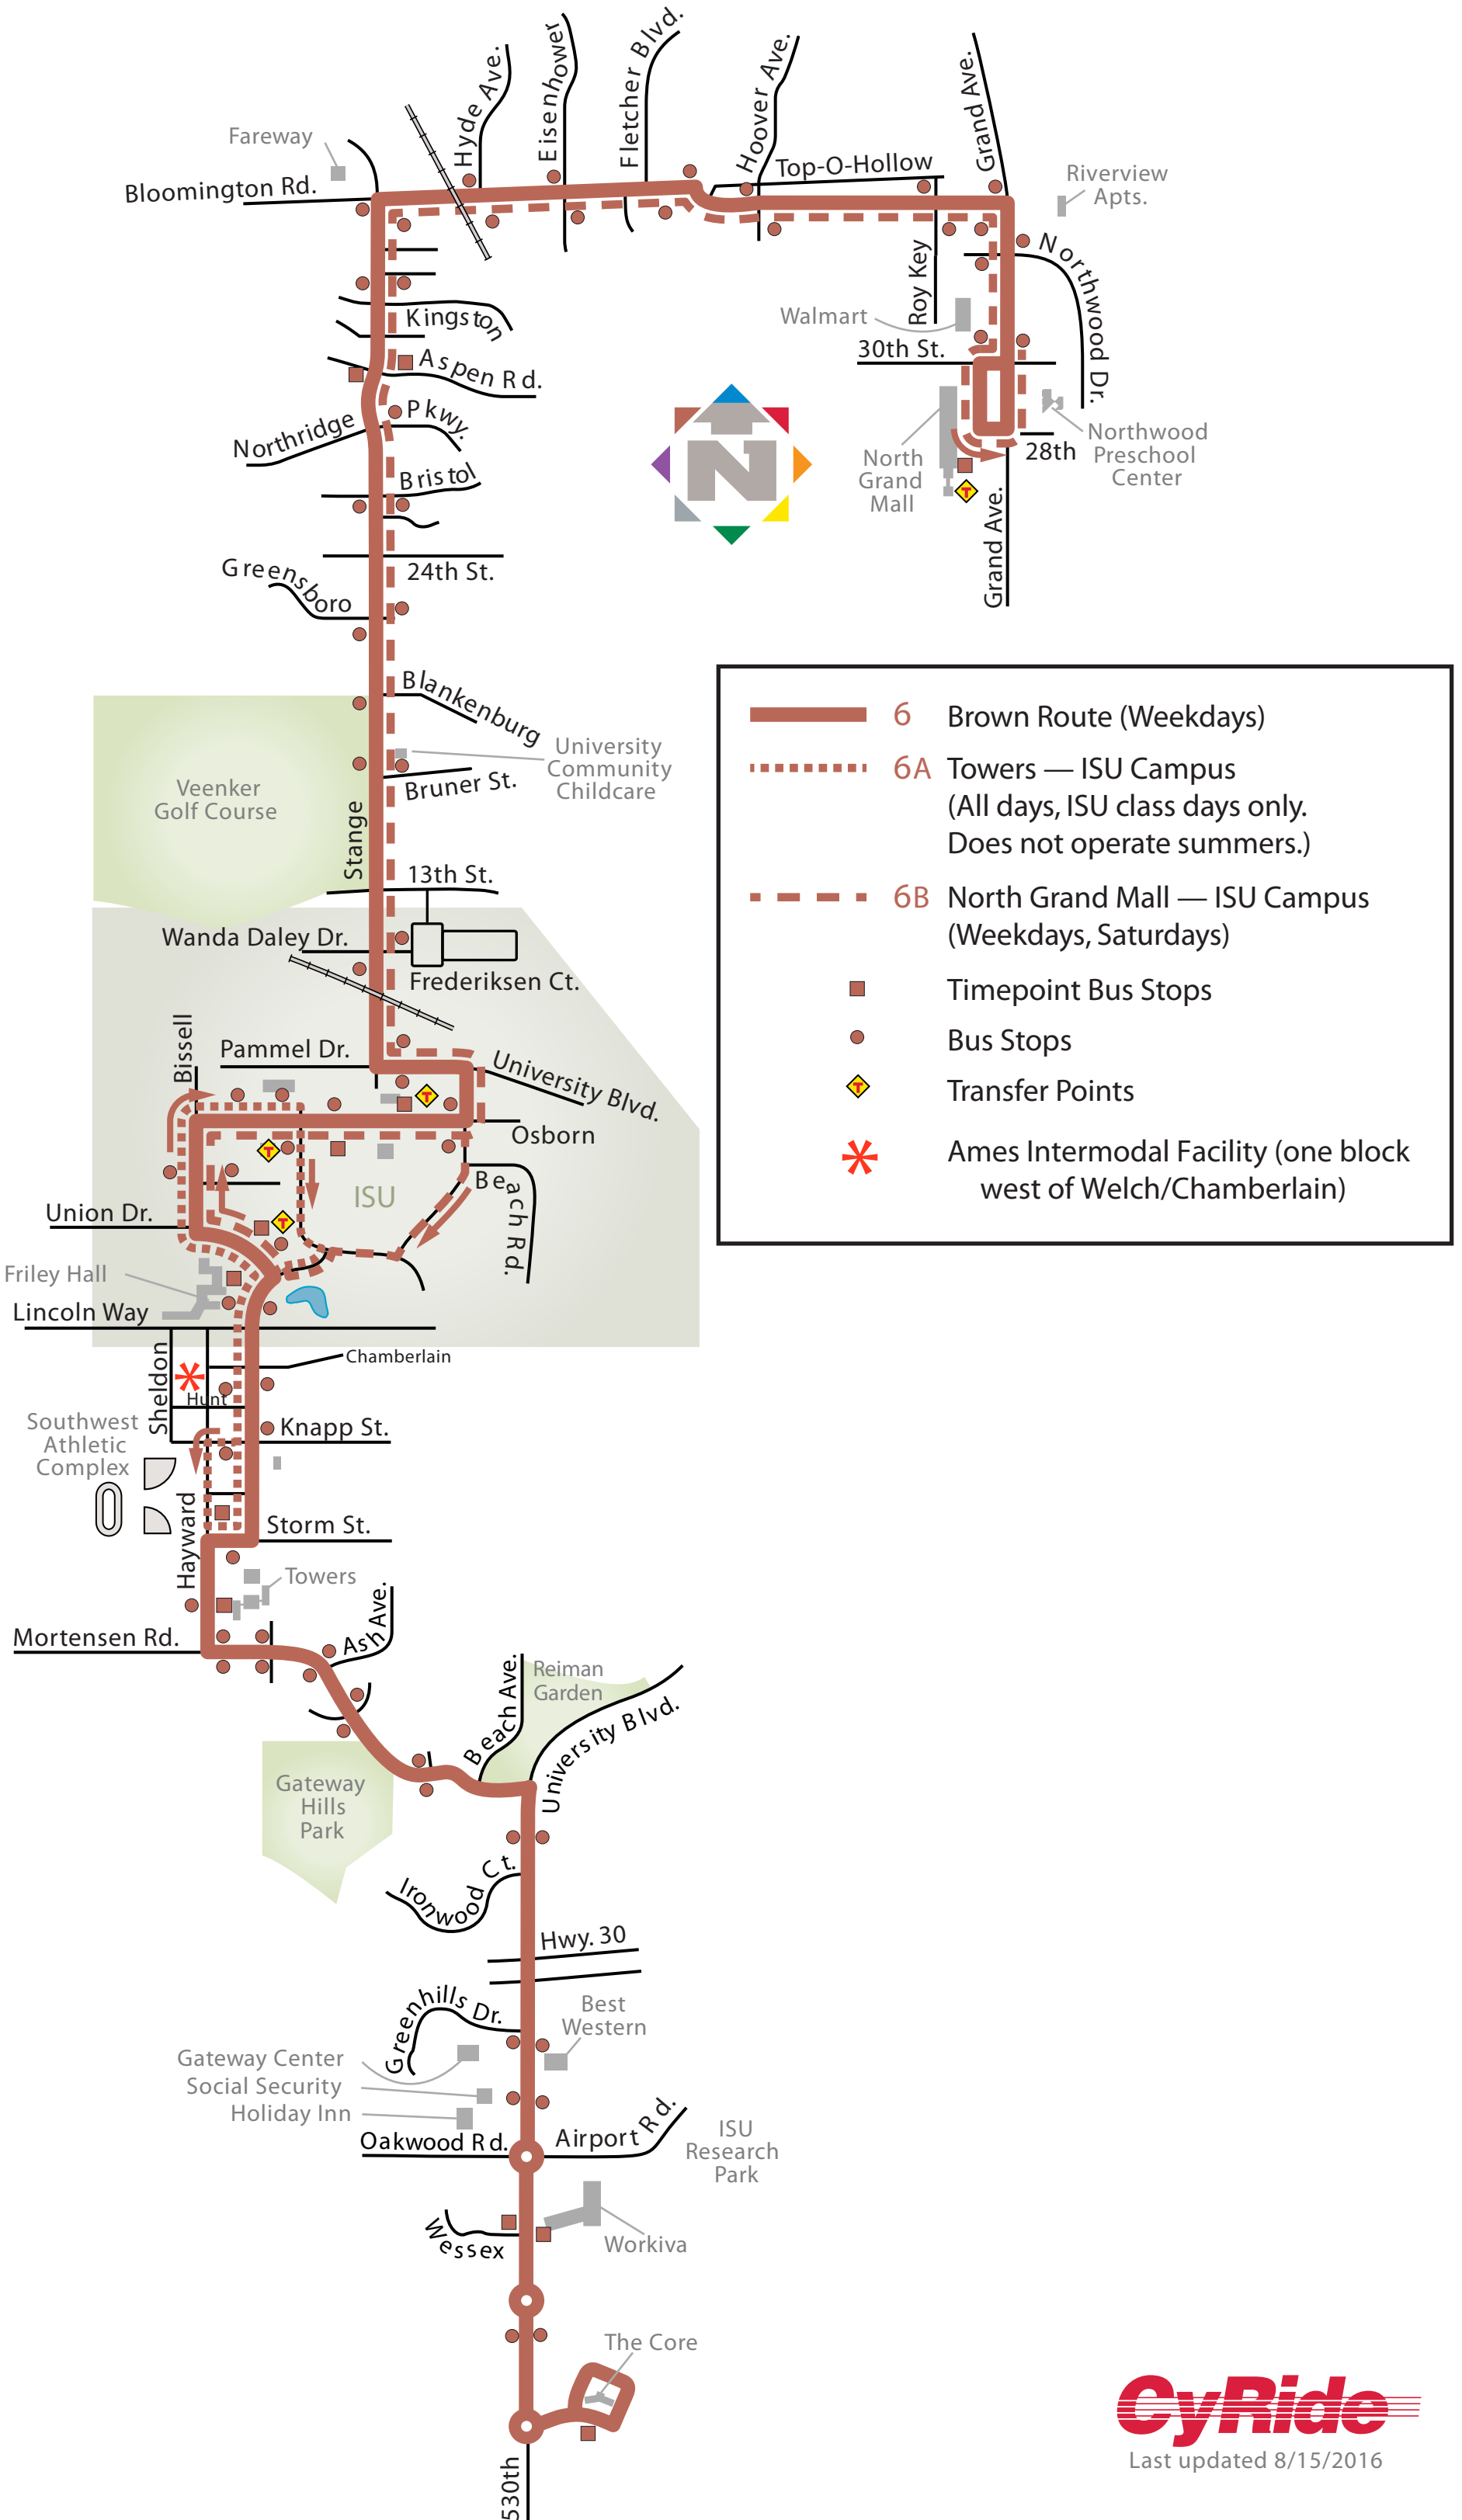 Hyde Ave.
Eisenhower
Fletcher Blvd.
Hoover Ave.
Grand Ave.
Fareway
Top-O-Hollow
Riverview
Apts.
Bloomington Rd.
Northwood Dr.
Roy Key
Walmart
Kingston
30th St.
Aspen Rd.
Northridge
Pkwy.
28th
Northwood
Preschool
Center
North
Grand
Mall
N
T
Bristol
Grand Ave.
24th St.
Greensboro
Blankenburg
University
Community
Childcare
Bruner St.
Veenker
Golf Course
Stange
13th St.
Wanda Daley Dr.
Frederiksen Ct.
6 Brown Route (Weekdays)
6A Towers — ISU Campus
(All days, ISU class days only.
Does not operate summers.)
6B North Grand Mall — ISU Campus
(Weekdays, Saturdays)
Timepoint Bus Stops
Bus Stops
T Transfer Points
Ames Intermodal Facility (one block
west of Welch/Chamberlain)
Bissell
Pammel Dr.
University Blvd.
T
Osborn
T
ISU
Beach Rd.
Union Dr.
T
Friley Hall
Lincoln Way
Sheldon
Chamberlain
Hunt
Knapp St.
Southwest
Athletic
Complex
Hayward
Storm St.
Towers
Ash Ave.
Mortensen Rd.
Beach Ave.
Reiman
Garden
University Blvd.
Gateway
Hills
Park
Ironwood Ct.
Hwy. 30
Greenhills Dr.
Best
Western
Gateway Center
Social Security
Holiday Inn
Oakwood Rd.
Airport Rd.
ISU
Research
Park
Wessex
Workiva
The Core
530th
CyRide
Last updated 8/15/2016